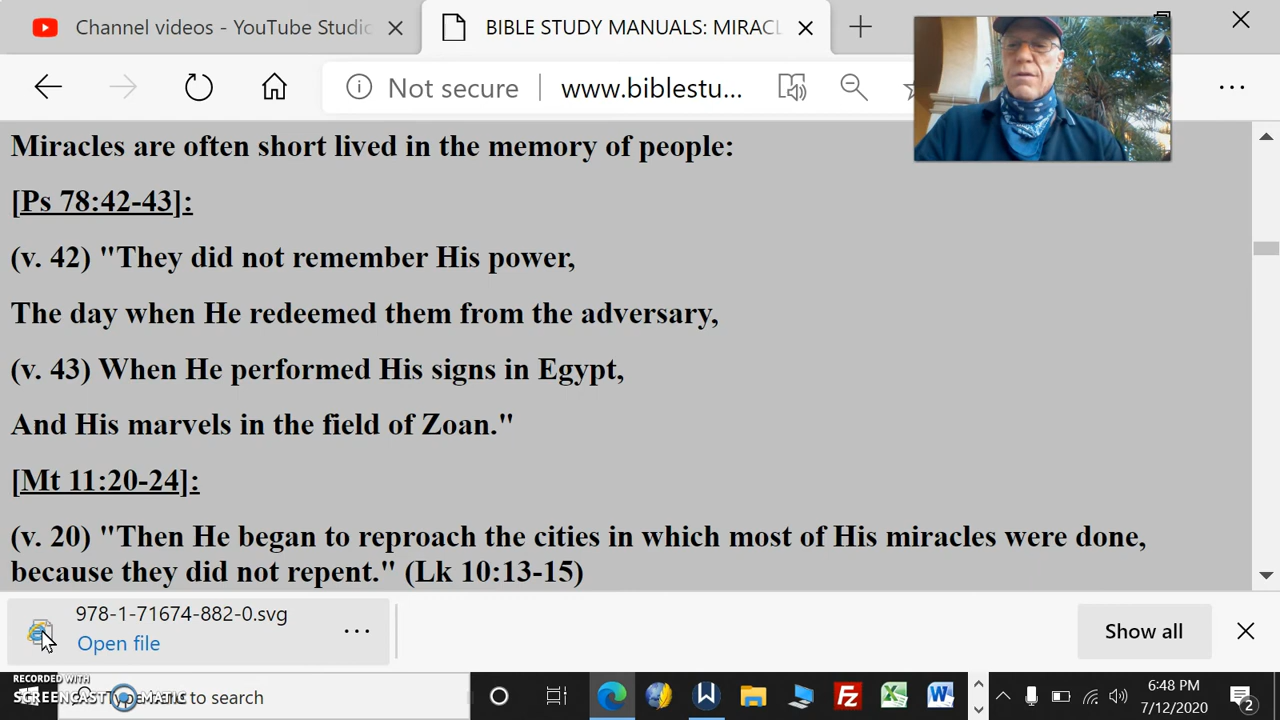 Channel videos - YouTube Studio
BIBLE STUDY MANUALS: MIRACL
Not secure
www.biblestu...
Miracles are often short lived in the memory of people:
[Ps 78:42-43]:
(v. 42) "They did not remember His power,
The day when He redeemed them from the adversary,
(v. 43) When He performed His signs in Egypt,
And His marvels in the field of Zoan."
[Mt 11:20-24]:
(v. 20) "Then He began to reproach the cities in which most of His miracles were done,
because they did not repent." (Lk 10:13-15)
978-1-71674-882-0.svg
Open file
Show all
RECORDED WITH
SCREENCAST MATIC
Type here to search
6:48 PM
7/12/2020
2